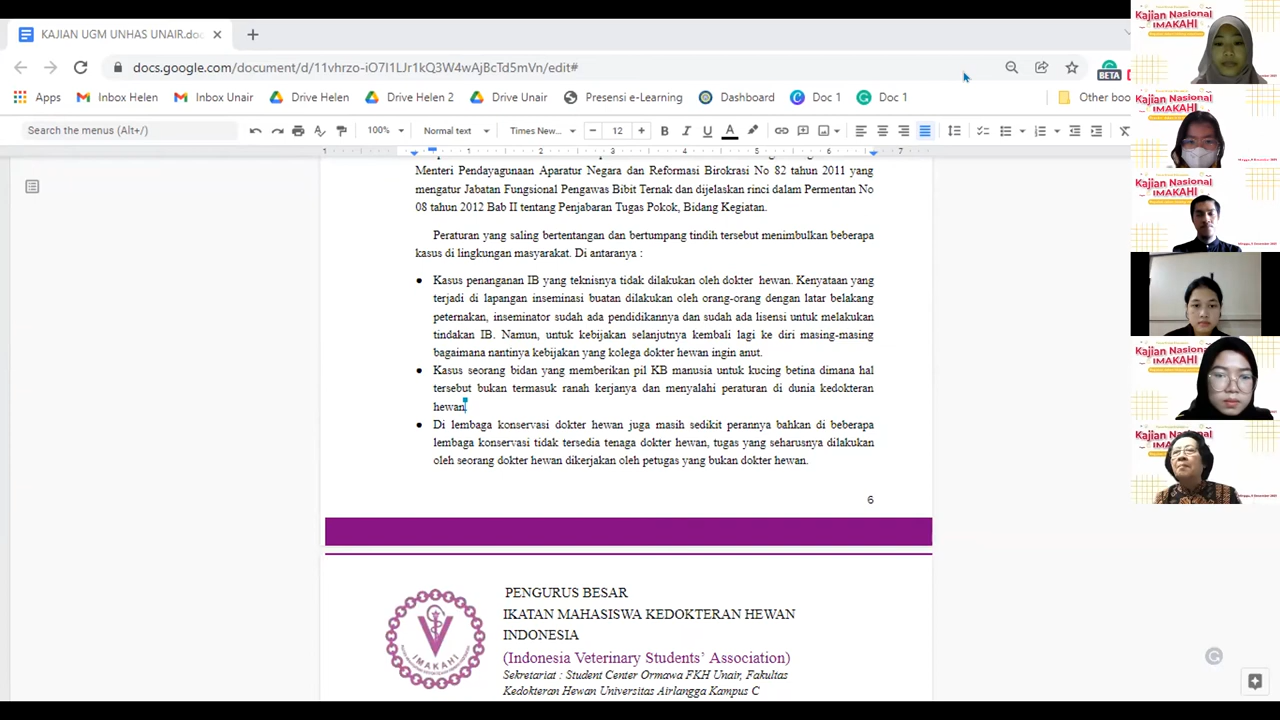 KAJIAN UGM UNHAS UNAIR.doc
docs.google.com/document/d/11vhrzo-iO7l1LJr1kQ3W4wAjBcTd5mVn/edit#
BETA
Apps Inbox Helen Inbox Unair Drive Helen Drive Helen 2 Drive Unair Presensi e-Learning Dashboard Doc 1 Doc 1 Other boo
Search the menus (Alt+/) 100% Normal Times New... 12
1 1 2 3 4 5 6 7
Menteri Pendayagunaan Aparatur Negara dan Reformasi Birokrasi No 82 tahun 2011 yang
mengatur Jabatan Fungsional Pengawas Bibit Ternak dan dijelaskan rinci dalam Permentan No
08 tahun Bab II tentang Penjabaran Tugas Pokok, Bidang Kegiatan.
Peraturan yang saling bertentangan dan bertumpang tindih tersebut menimbulkan beberapa
kasus di lingkungan masyarakat. Di antaranya :
● Kasus penanganan IB yang teknisnya tidak dilakukan oleh dokter hewan. Kenyataan yang
terjadi di lapangan inseminasi buatan dilakukan oleh orang-orang dengan latar belakang
peternakan, inseminator sudah ada pendidikannya dan sudah ada lisensi untuk melakukan
tindakan IB. Namun, untuk kebijakan selanjutnya kembali lagi ke diri masing-masing
bagaimana nantinya kebijakan yang kolega dokter hewan ingin anut.
● Kasus seorang bidan yang memberikan pil KB manusia untuk kucing betina dimana hal
tersebut bukan termasuk ranah kerjanya dan menyalahi peraturan di dunia kedokteran
hewan
● Di lembaga konservasi dokter hewan juga masih sedikit perannya bahkan di beberapa
lembaga konservasi tidak tersedia tenaga dokter hewan, tugas yang seharusnya dilakukan
oleh seorang dokter hewan dikerjakan oleh petugas yang bukan dokter hewan.
6
PENGURUS BESAR
IKATAN MAHASISWA KEDOKTERAN HEWAN
INDONESIA
(Indonesia Veterinary Students' Association)
Sekretariat : Student Center Ormawa FKH Unair, Fakultas
Kedokteran Hewan Universitas Airlangga Kampus C
IMAKAHI
Kajian Nasional
IMAKAHI
Kajian Nasional
Kajian Nasional
IMAKAHI
Kajian Nasional
IMAKAHI
Kajian Nasional
IMAKAHI